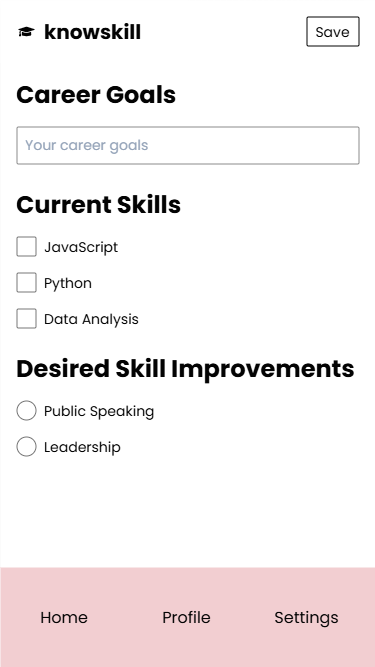 knowskill
Save
Career Goals
Your career goals
Current Skills
JavaScript
Python
Data Analysis
Desired Skill Improvements
Public Speaking
Leadership
Home Profile Settings